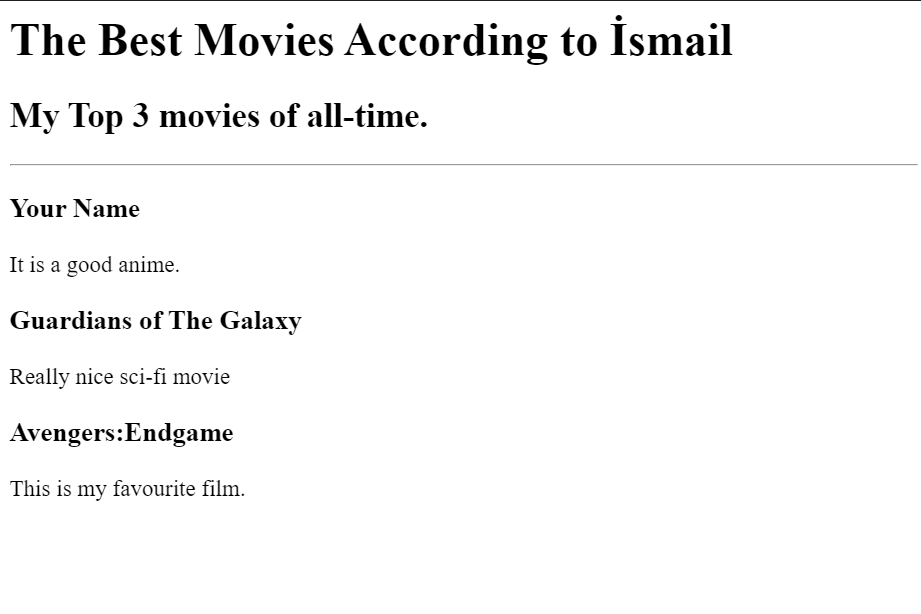 The Best Movies According to İsmail
My Top 3 movies of all-time.
Your Name
It is a good anime.
Guardians of The Galaxy
Really nice sci-fi movie
Avengers:Endgame
This is my favourite film.